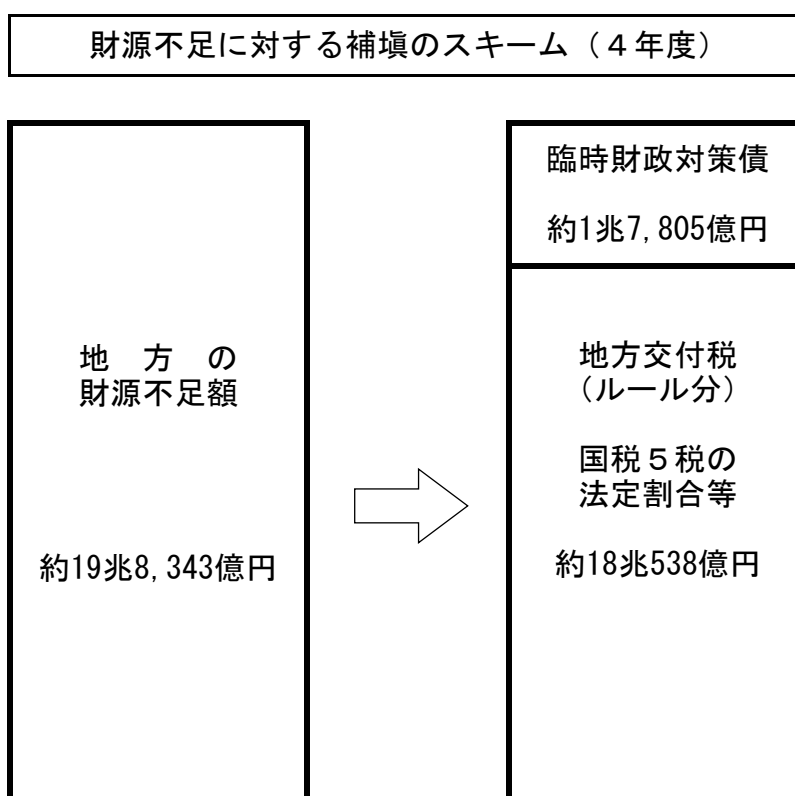 財源不足に対する補塡のスキーム（４年度）
地　方　の
財源不足額
約19兆8,343億円
臨時財政対策債
約1兆7,805億円
地方交付税
（ルール分）
国税５税の
法定割合等
約18兆538億円